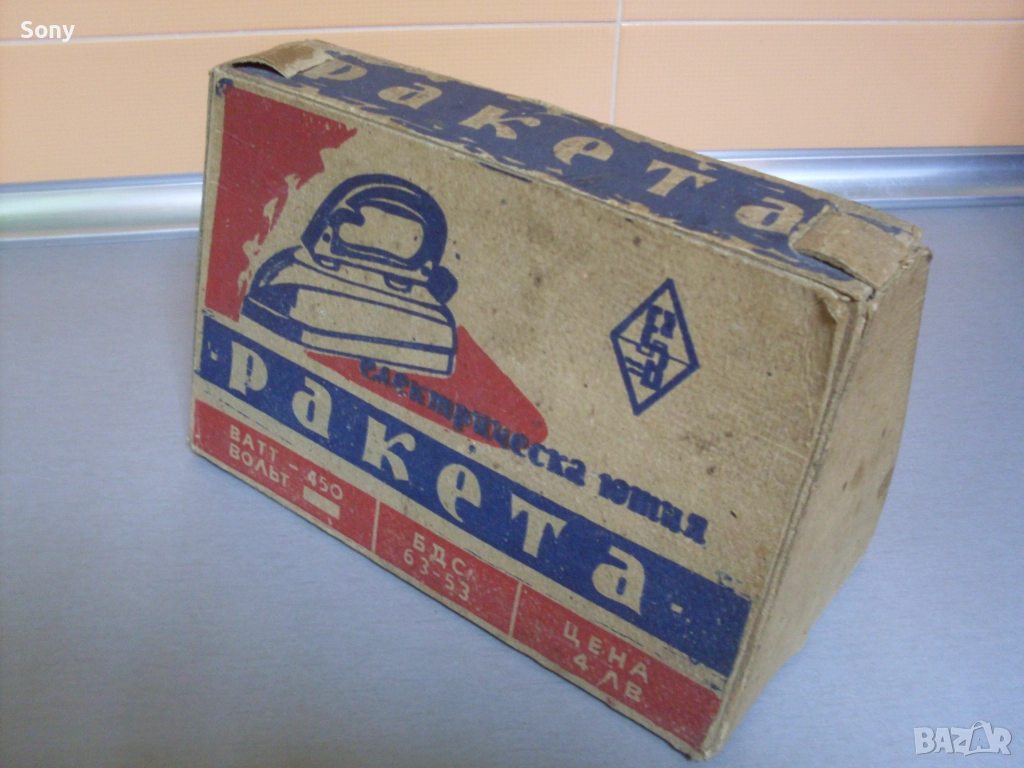 Sony
Ракета
електрическа ютия
Ракета
ВАТТ - 450
ВОЛЬТ
БДС
63-53
ЦЕНА
4 ЛВ.
BAZAR